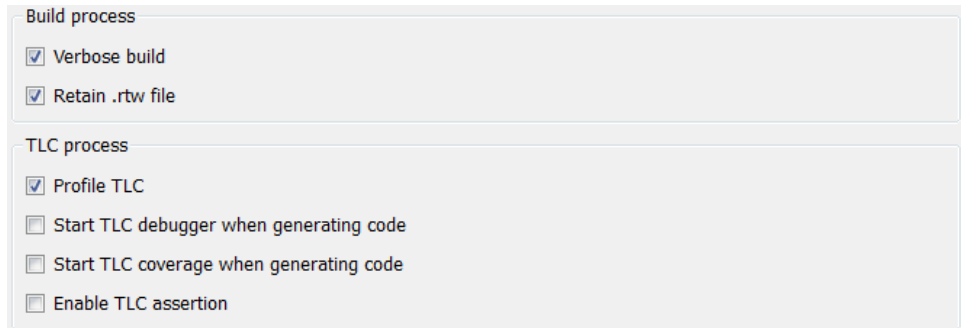 Build process
Verbose build
Retain .rtw file
TLC process
Profile TLC
Start TLC debugger when generating code
Start TLC coverage when generating code
Enable TLC assertion